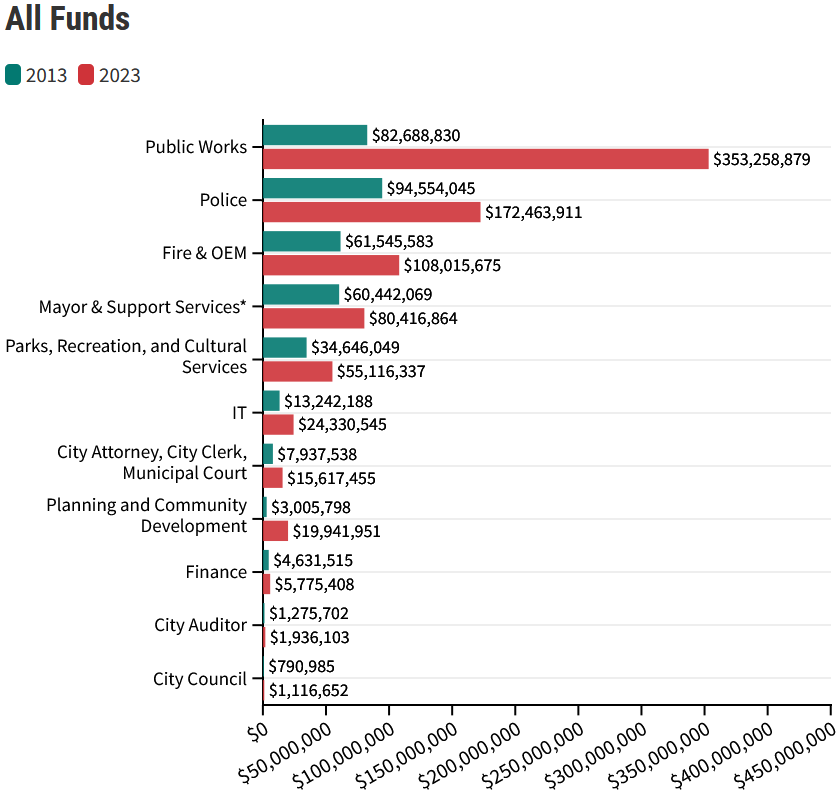 All Funds
2013 2023
Public Works
$82,688,830
$353,258,879
Police
$94,554,045
$172,463,911
Fire & OEM
$61,545,583
$108,015,675
Mayor & Support Services*
$60,442,069
$80,416,864
Parks, Recreation, and Cultural
Services
$34,646,049
$55,116,337
IT
$13,242,188
$24,330,545
City Attorney, City Clerk,
Municipal Court
$7,937,538
$15,617,455
Planning and Community
Development
$3,005,798
$19,941,951
Finance
$4,631,515
$5,775,408
City Auditor
$1,275,702
$1,936,103
City Council
$790,985
$1,116,652
$0
$50,000,000
$100,000,000
$150,000,000
$200,000,000
$250,000,000
$300,000,000
$350,000,000
$400,000,000
$450,000,000